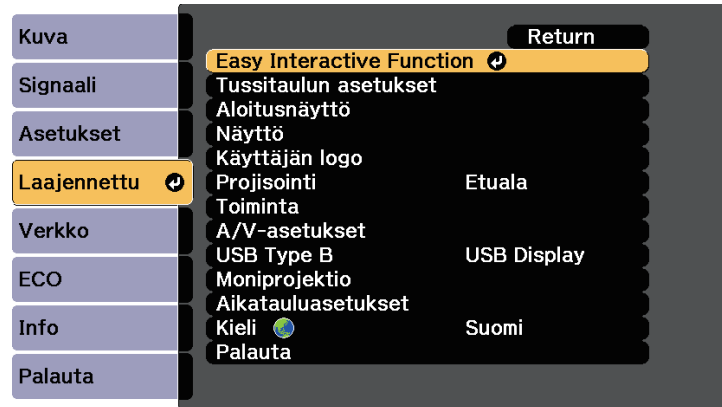 Kuva
Signaali
Asetukset
Laajennettu
Verkko
ECO
Info
Palauta
Return
Easy Interactive Function
Tussitaulun asetukset
Aloitusnäyttö
Näyttö
Käyttäjän logo
Projisointi Etuala
Toiminta
A/V-asetukset
USB Type B USB Display
Moniprojektio
Aikatauluasetukset
Kieli Suomi
Palauta